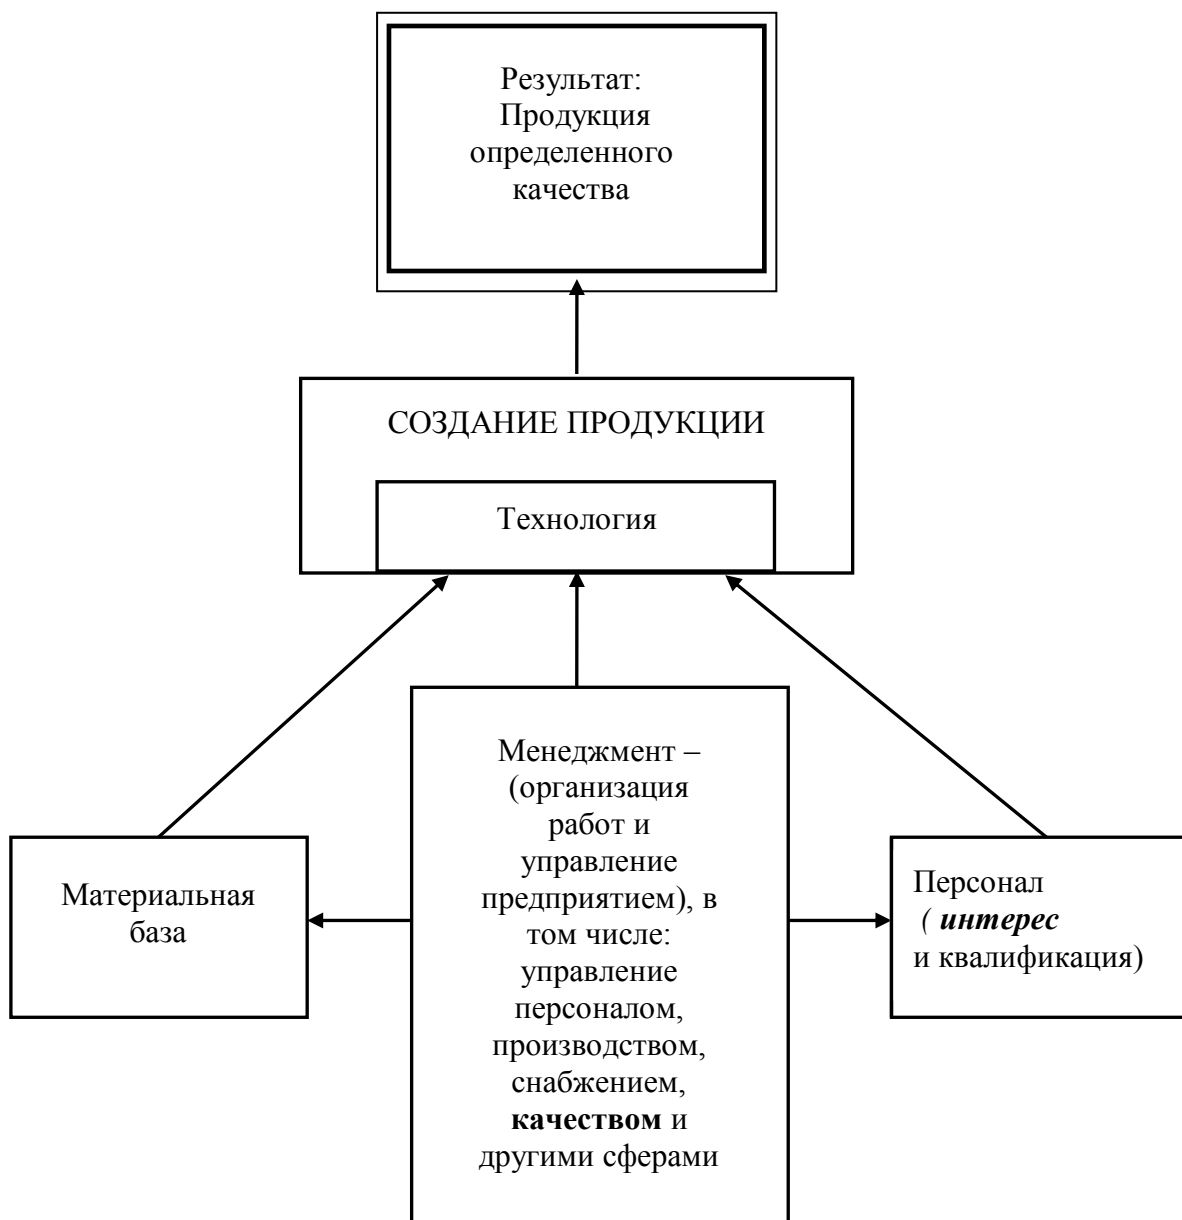 Результат:
Продукция
определенного
качества
СОЗДАНИЕ ПРОДУКЦИИ
Технология
Менеджмент –
(организация
работ и
управление
предприятием), в
том числе:
управление
персоналом,
производством,
снабжением,
качеством и
другими сферами
Материальная
база
Персонал
( интерес
и квалификация)